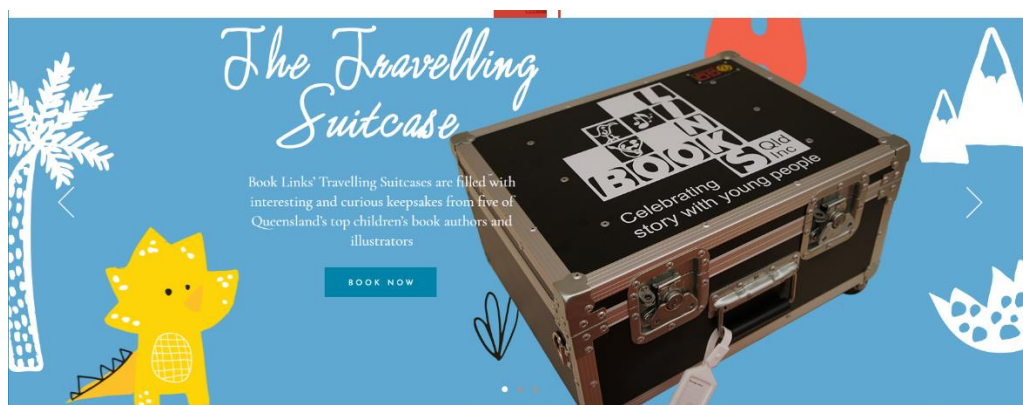 The Travelling
Suitcase
Book Links' Travelling Suitcases are filled with
interesting and curious keepsakes from five of
Queensland's top children's book authors and
illustrators
BOOK NOW
LINKS
BOOKS
Qld
Inc
Celebrating
story with young people